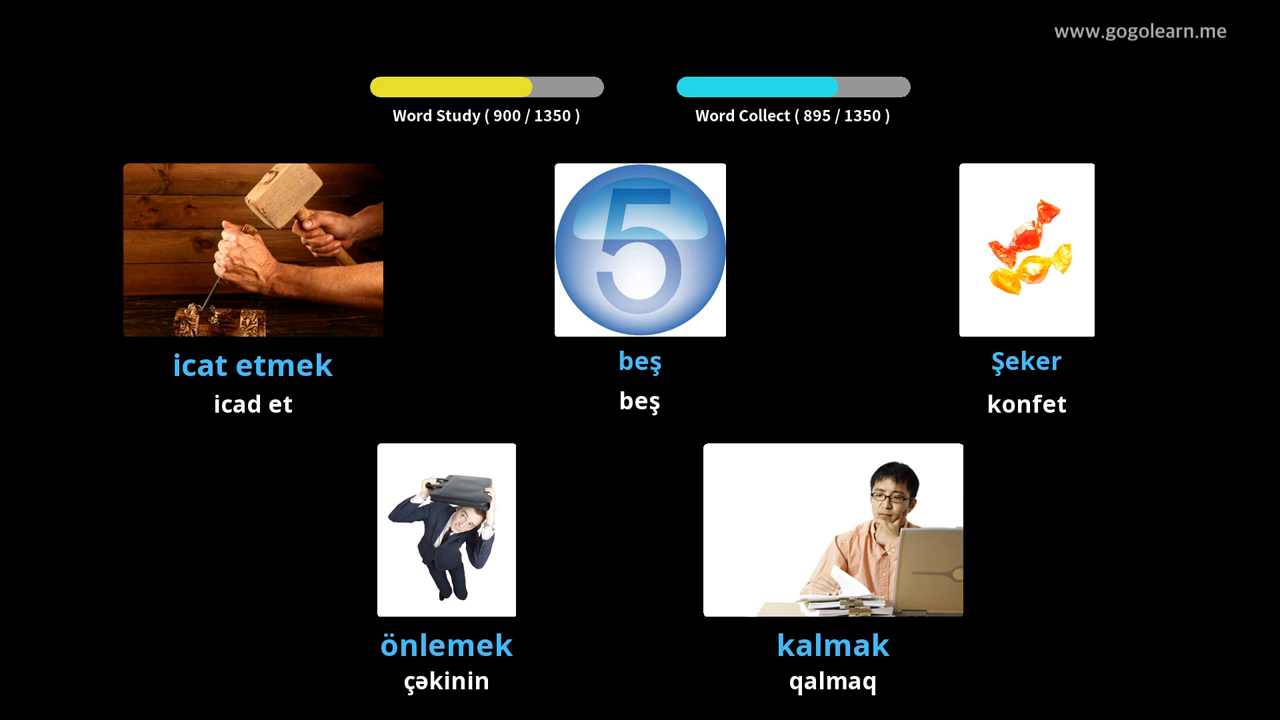 www.gogolearn.me
Word Study ( 900 / 1350 )
Word Collect ( 895 / 1350 )
5
icat etmek
icad et
beş
beş
Şeker
konfet
önlemek
çəkinin
kalmak
qalmaq